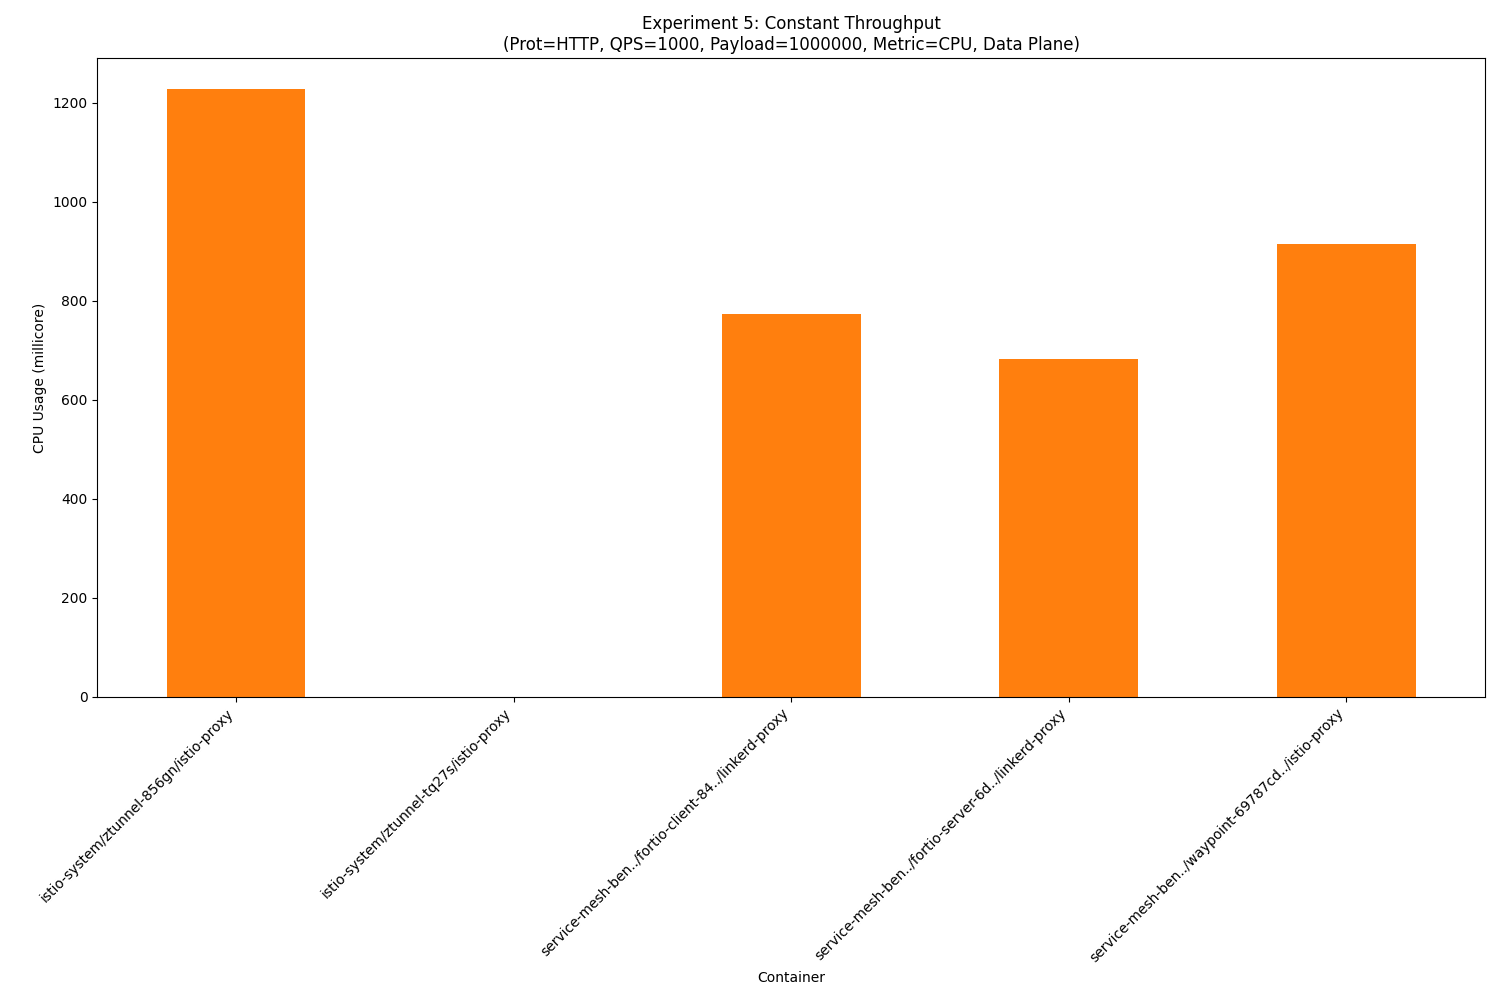 Experiment 5: Constant Throughput
(Prot=HTTP, QPS=1000, Payload=1000000, Metric=CPU, Data Plane)
CPU Usage (millicore)
1200
1000
800
600
400
200
0
istio-system/ztunnel-856gn/istio-proxy
istio-system/ztunnel-tq27s/istio-proxy
service-mesh-ben../fortio-client-84../linkerd-proxy
service-mesh-ben../fortio-server-6d../linkerd-proxy
service-mesh-ben../waypoint-69787cd../istio-proxy
Container